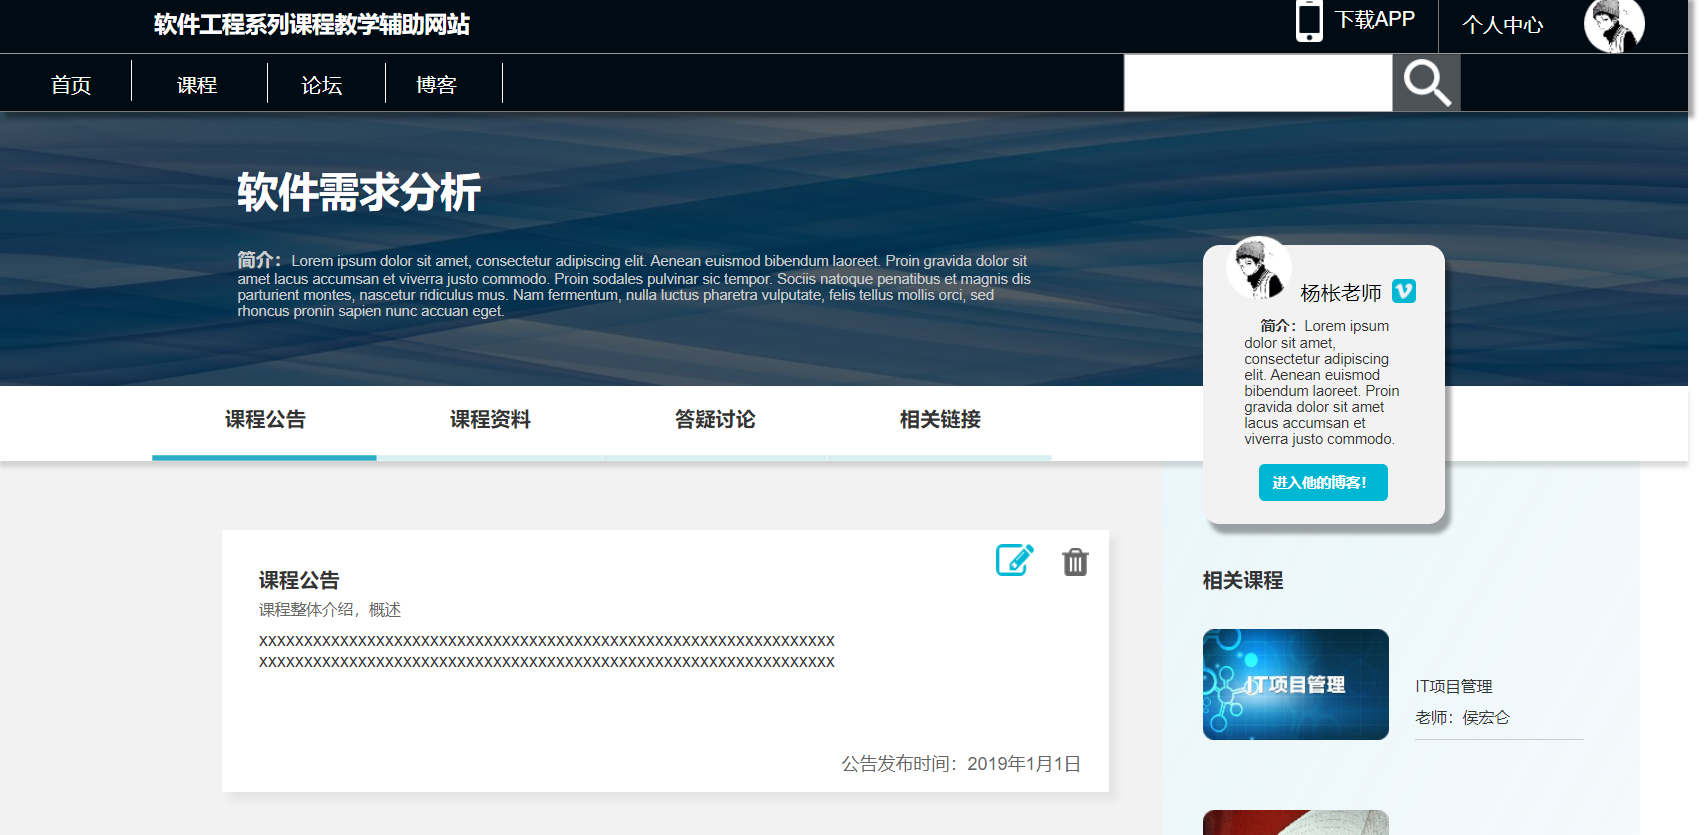 软件工程系列课程教学辅助网站
下载APP
个人中心
首页
课程
论坛
博客
软件需求分析
简介：Lorem ipsum dolor sit amet, consectetur adipiscing elit. Aenean euismod bibendum laoreet. Proin gravida dolor sit
amet lacus accumsan et viverra justo commodo. Proin sodales pulvinar sic tempor. Sociis natoque penatibus et magnis dis
parturient montes, nascetur ridiculus mus. Nam fermentum, nulla luctus pharetra vulputate, felis tellus mollis orci, sed
rhoncus pronin sapien nunc accuan eget.
杨枨老师
简介：Lorem ipsum
dolor sit amet,
consectetur adipiscing
elit. Aenean euismod
bibendum laoreet. Proin
gravida dolor sit amet
lacus accumsan et
viverra justo commodo.
进入他的博客！
课程公告
课程资料
答疑讨论
相关链接
课程公告
课程整体介绍，概述
xxxxxxxxxxxxxxxxxxxxxxxxxxxxxxxxxxxxxxxxxxxxxxxxxxxxxxxxxxxxxxxx
xxxxxxxxxxxxxxxxxxxxxxxxxxxxxxxxxxxxxxxxxxxxxxxxxxxxxxxxxxxxxxxx
公告发布时间：2019年1月1日
相关课程
IT项目管理
IT项目管理
老师：侯宏仑